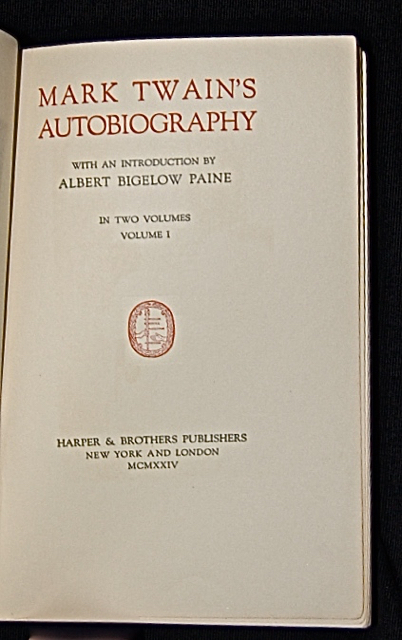 MARK TWAIN'S
AUTOBIOGRAPHY
WITH AN INTRODUCTION BY
ALBERT BIGELOW PAINE
IN TWO VOLUMES
VOLUME I
HARPER & BROTHERS PUBLISHERS
NEW YORK AND LONDON
MCMXXIV